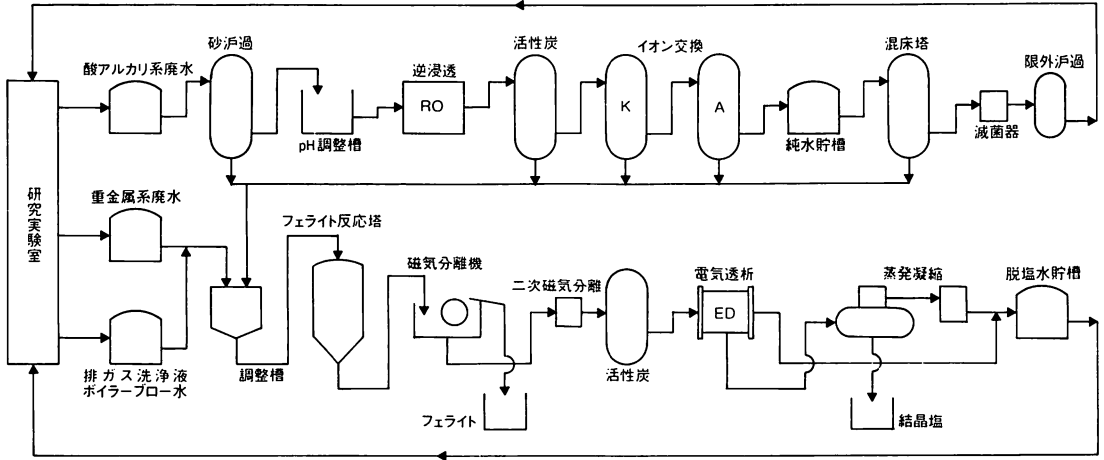 砂沪過
酸アルカリ系廃水
pH調整槽
逆浸透
RO
活性炭
イオン交換
K
A
純水貯槽
混床塔
滅菌器
限外沪過
研究実験室
重金属系廃水
排ガス洗浄液
ボイラーブロー水
調整槽
フェライト反応塔
磁気分離機
フェライト
二次磁気分離
活性炭
電気透析
ED
蒸発凝縮
結晶塩
脱塩水貯槽